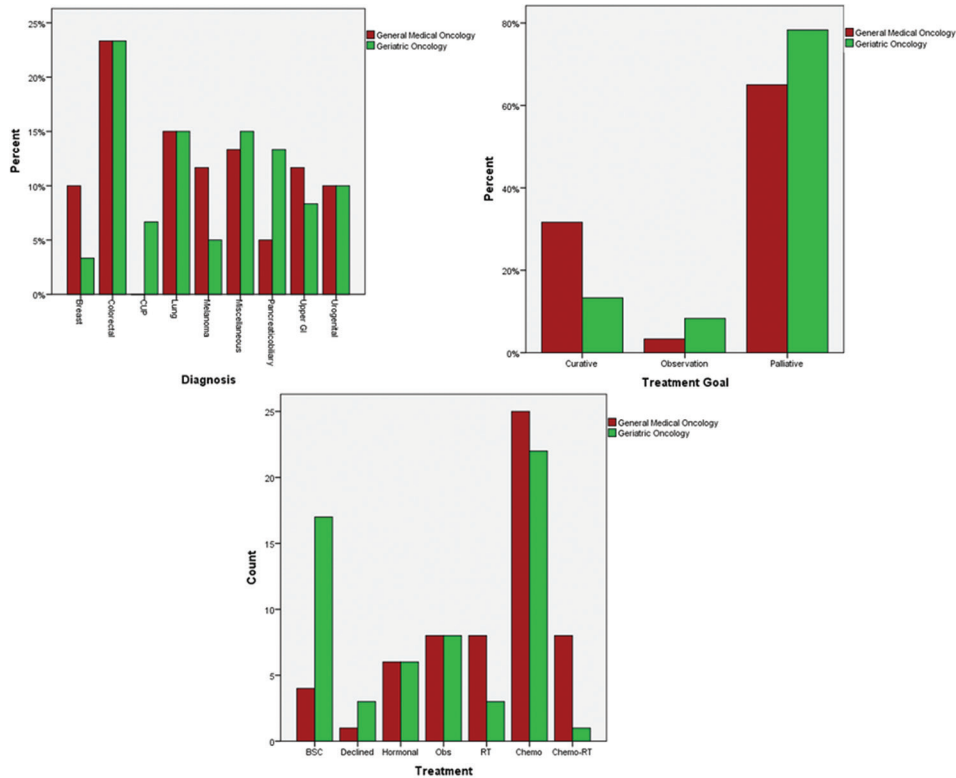 25%
20%
15%
10%
5%
0%
Percent
Breast
Colorectal
CUP
Lung
Melanoma
Miscellaneous
Pancreaticobiliary
Upper GI
Urogenital
Diagnosis
General Medical Oncology
Geriatric Oncology
80%
60%
40%
20%
0%
Percent
Curative
Observation
Palliative
Treatment Goal
General Medical Oncology
Geriatric Oncology
25
20
15
10
5
0
Count
BSC
Declined
Hormonal
Obs
RT
Chemo
Chemo-RT
Treatment
General Medical Oncology
Geriatric Oncology